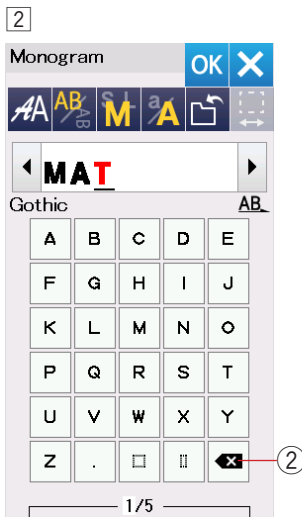 2
Monogram OK X
AA AB AB S L M a A
MAT
Gothic AB
A B C D E
F G H I J
K L M N O
P Q R S T
U V W X Y
Z . 2
1/5